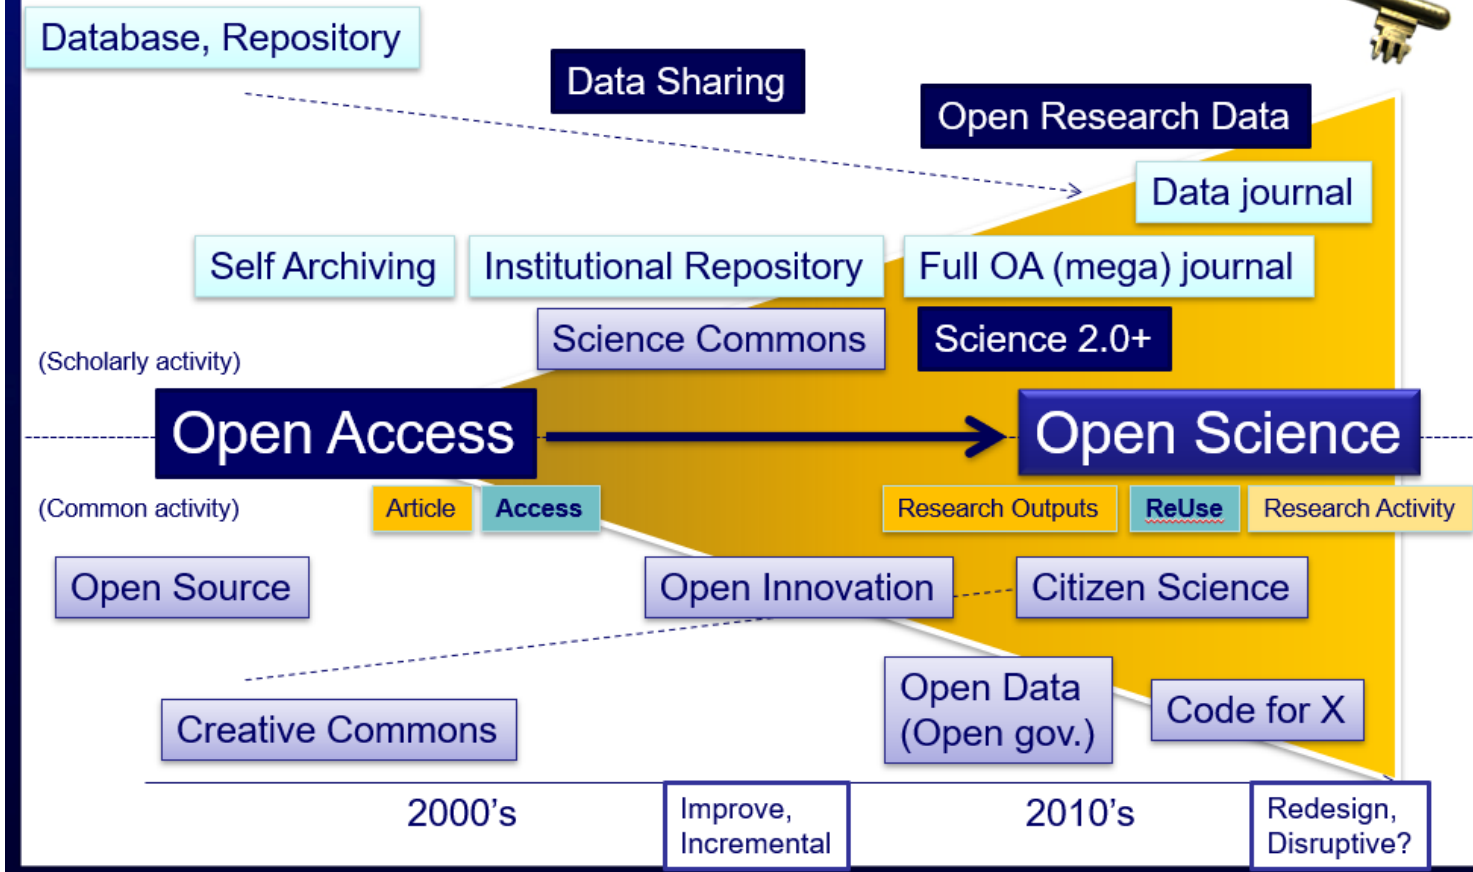 Database, Repository
Data Sharing
Open Research Data
Data journal
Self Archiving
Institutional Repository
Full OA (mega) journal
Science Commons
Science 2.0+
(Scholarly activity)
Open Access
Open Science
(Common activity)
Article
Access
Research Outputs
ReUse
Research Activity
Open Source
Open Innovation
Citizen Science
Creative Commons
Open Data
(Open gov.)
Code for X
2000's
Improve,
Incremental
2010's
Redesign,
Disruptive?